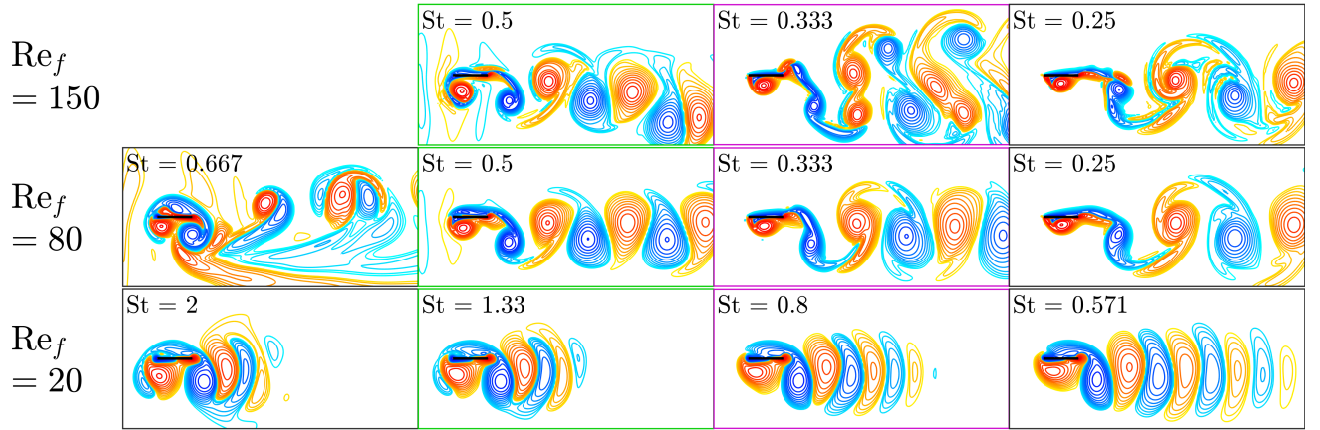 Re_f = 150
St = 0.5
St = 0.333
St = 0.25
Re_f = 80
St = 0.667
St = 0.5
St = 0.333
St = 0.25
Re_f = 20
St = 2
St = 1.33
St = 0.8
St = 0.571